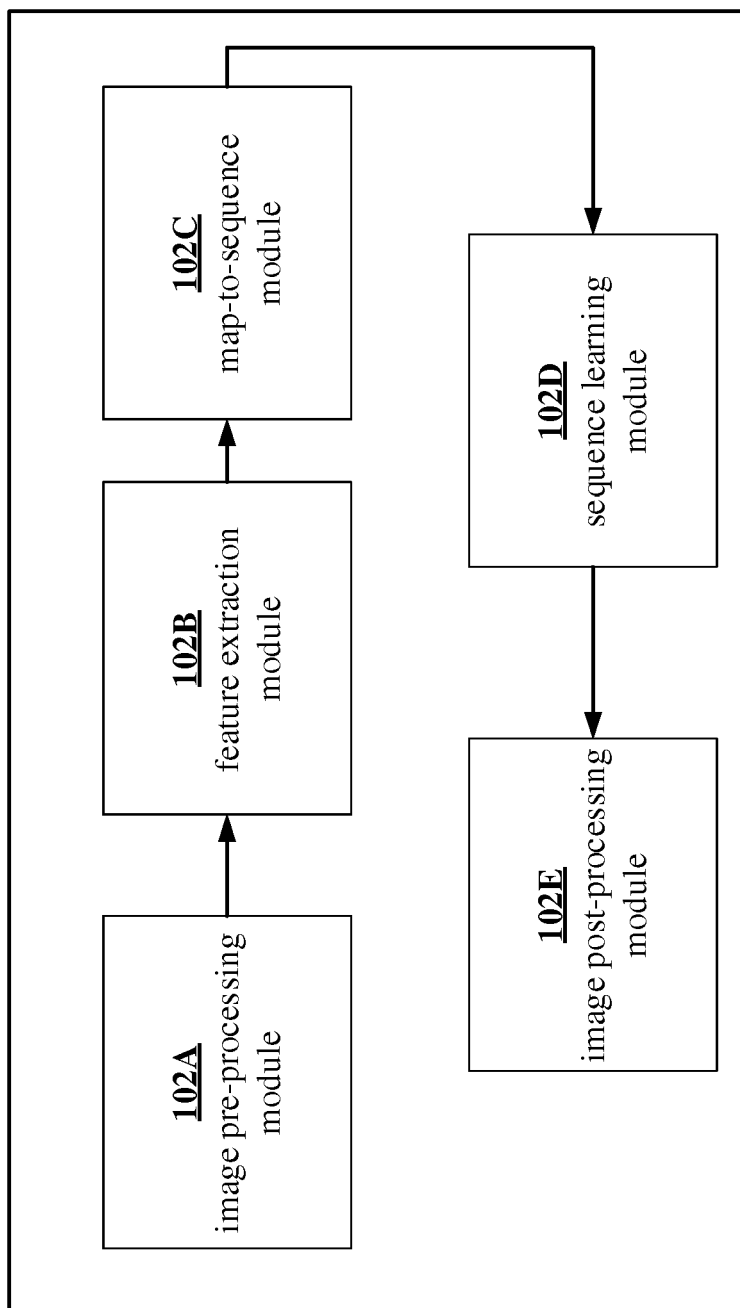 102A
image pre-processing
module
102B
feature extraction
module
102C
map-to-sequence
module
102D
sequence learning
module
102E
image post-processing
module